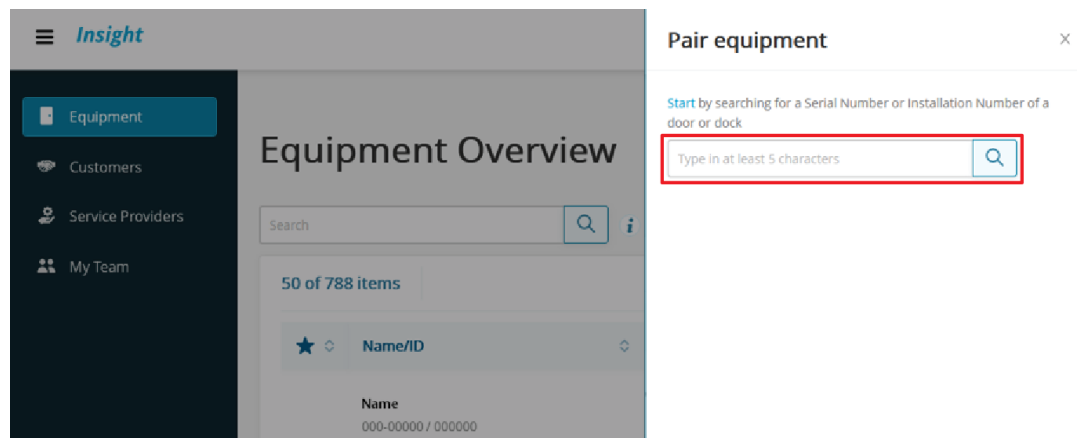 Insight
Equipment
Customers
Service Providers
My Team
Equipment Overview
Search
i
50 of 788 items
Name/ID
Name
000-00000 / 000000
Pair equipment
Start by searching for a Serial Number or Installation Number of a
door or dock
Type in at least 5 characters